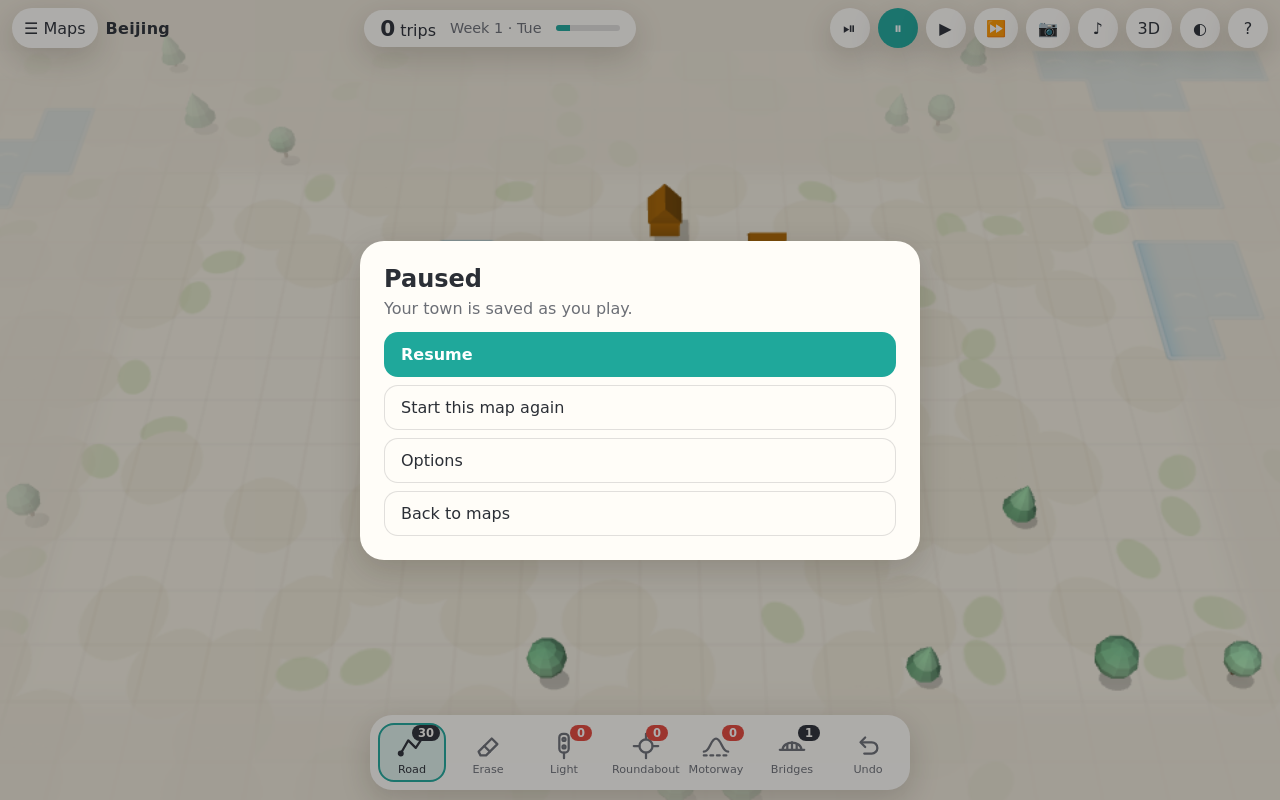 ☰ Maps
Beijing
0 trips
Week 1 · Tue
3D
?
Paused
Your town is saved as you play.
Resume
Start this map again
Options
Back to maps
30
0
0
0
1
Road
Erase
Light
Roundabout
Motorway
Bridges
Undo